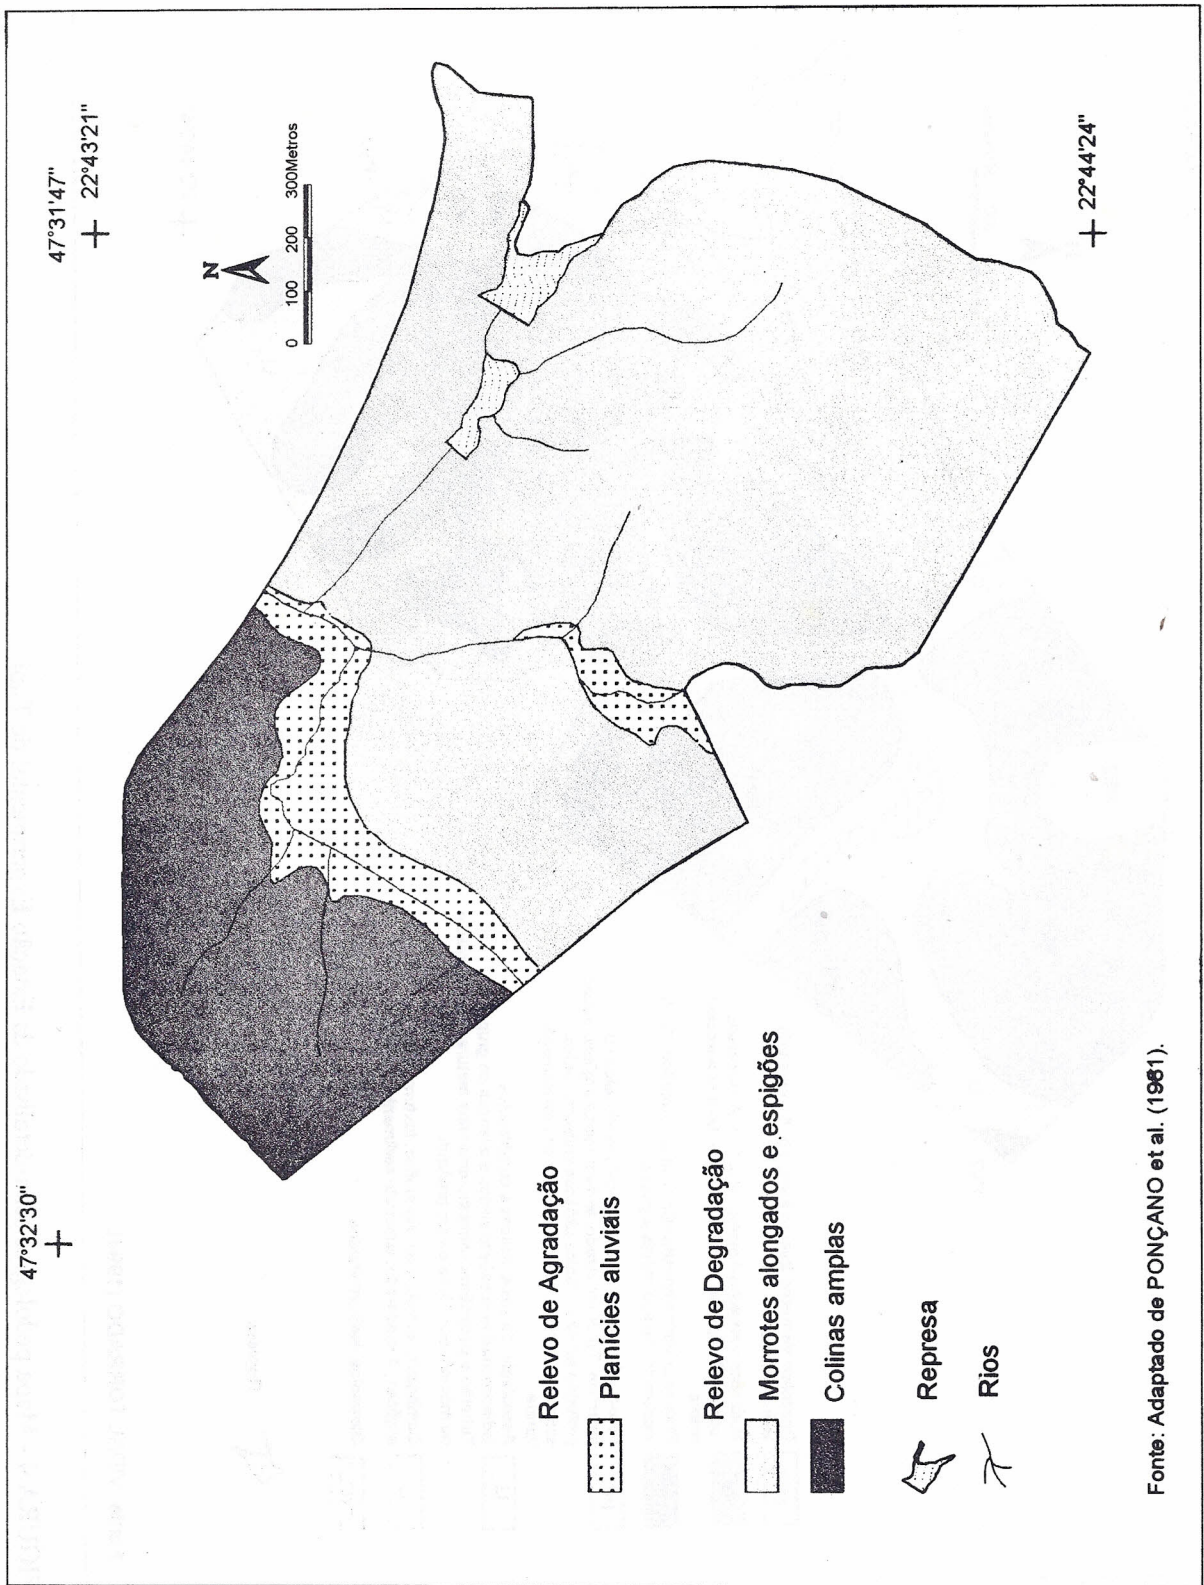 47°32'30"
47°31'47"
22°43'21"
N
0 100 200 300Metros
22°44'24"
Relevo de Agradação
Planícies aluviais
Relevo de Degradação
Morrotes alongados e espigões
Colinas amplas
Represa
Rios
Fonte: Adaptado de PONÇANO et al. (1981).